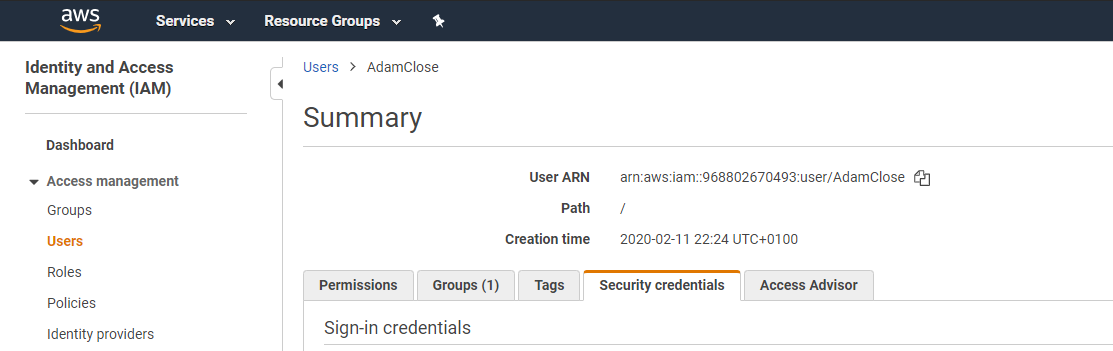 aws Services Resource Groups
Identity and Access
Management (IAM)
Dashboard
Access management
Groups
Users
Roles
Policies
Identity providers
Users > AdamClose
Summary
User ARN arn:aws:iam::968802670493:user/AdamClose
Path /
Creation time 2020-02-11 22:24 UTC+0100
Permissions Groups (1) Tags Security credentials Access Advisor
Sign-in credentials